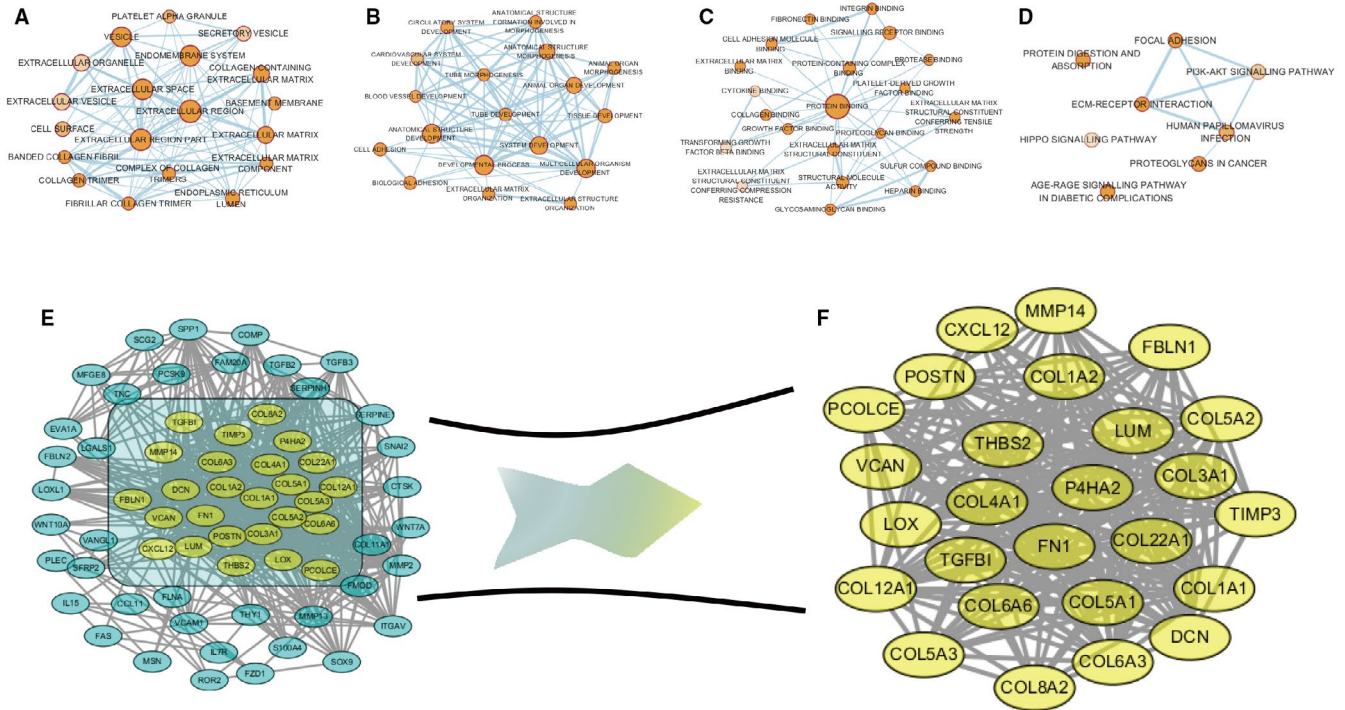 A
PLATELET ALPHA GRANULE
VESICLE
SECRETORY VESICLE
ENDOMEMBRANE SYSTEM
EXTRACELLULAR ORGANELLE
COLLAGEN-CONTAINING
EXTRACELLULAR MATRIX
EXTRACELLULAR SPACE
EXTRACELLULAR VESICLE
BASEMENT MEMBRANE
EXTRACELLULAR REGION
CELL SURFACE
EXTRACELLULAR REGION PART
EXTRACELLULAR MATRIX
BANDED COLLAGEN FIBRIL
EXTRACELLULAR MATRIX
COMPONENT
COMPLEX OF COLLAGEN
TRIMERS
COLLAGEN TRIMER
ENDOPLASMIC RETICULUM
LUMEN
FIBRILLAR COLLAGEN TRIMER
B
CIRCULATORY SYSTEM
DEVELOPMENT
ANATOMICAL STRUCTURE
FORMATION INVOLVED IN
MORPHOGENESIS
CARDIOVASCULAR SYSTEM
DEVELOPMENT
ANATOMICAL STRUCTURE
MORPHOGENESIS
ANIMAL ORGAN
MORPHOGENESIS
TUBE MORPHOGENESIS
ANIMAL ORGAN DEVELOPMENT
BLOOD VESSEL DEVELOPMENT
TUBE DEVELOPMENT
TISSUE DEVELOPMENT
ANATOMICAL STRUCTURE
DEVELOPMENT
CELL ADHESION
SYSTEM DEVELOPMENT
DEVELOPMENTAL PROCESS
MULTICELLULAR ORGANISM
DEVELOPMENT
BIOLOGICAL ADHESION
EXTRACELLULAR MATRIX
ORGANIZATION
EXTRACELLULAR STRUCTURE
ORGANIZATION
C
INTEGRIN BINDING
FIBRONECTIN BINDING
SIGNALLING RECEPTOR BINDING
CELL ADHESION MOLECULE
BINDING
EXTRACELLULAR MATRIX
BINDING
PROTEIN-CONTAINING COMPLEX
BINDING
PROTEASE BINDING
CYTOKINE BINDING
PLATELET-DERIVED GROWTH
FACTOR BINDING
PROTEIN BINDING
COLLAGEN BINDING
EXTRACELLULAR MATRIX
STRUCTURAL CONSTITUENT
CONFERRING TENSILE
STRENGTH
GROWTH FACTOR BINDING
PROTEOGLYCAN BINDING
TRANSFORMING GROWTH
FACTOR BETA BINDING
EXTRACELLULAR MATRIX
STRUCTURAL CONSTITUENT
SULFUR COMPOUND BINDING
EXTRACELLULAR MATRIX
STRUCTURAL CONSTITUENT
CONFERRING COMPRESSION
RESISTANCE
STRUCTURAL MOLECULE
ACTIVITY
HEPARIN BINDING
GLYCOSAMINOGLYCAN BINDING
D
FOCAL ADHESION
PROTEIN DIGESTION AND
ABSORPTION
PI3K-AKT SIGNALLING PATHWAY
ECM-RECEPTOR INTERACTION
HIPPO SIGNALLING PATHWAY
HUMAN PAPILLOMAVIRUS
INFECTION
PROTEOGLYCANS IN CANCER
AGE-RAGE SIGNALLING PATHWAY
IN DIABETIC COMPLICATIONS
E
SPP1
SCG2
COMP
FAM20A
TGFB2
TGFB3
MFGE8
PCSK9
SERPINH1
TNC
COL8A2
SERPINE1
TGFBI
TIMP3
EVA1A
P4HA2
LGALS1
MMP14
SNAI2
FBLN2
COL6A3
COL4A1
COL22A1
LOXL1
DCN
COL1A2
COL5A1
COL12A1
CTSK
FBLN1
COL1A1
COL5A3
WNT10A
VCAN
FN1
COL5A2
COL6A6
WNT7A
VANGL1
POSTN
COL3A1
CXCL12
LUM
COL11A1
PLEC
SFRP2
THBS2
LOX
PCOLCE
MMP2
FMOD
IL15
CCL11
FLNA
THY1
MMP13
VCAM1
ITGAV
FAS
MSN
IL7R
S100A4
SOX9
ROR2
FZD1
F
MMP14
CXCL12
FBLN1
POSTN
COL1A2
PCOLCE
LUM
COL5A2
THBS2
VCAN
COL3A1
P4HA2
COL4A1
TIMP3
LOX
FN1
COL22A1
TGFBI
COL12A1
COL1A1
COL6A6
COL5A1
DCN
COL5A3
COL6A3
COL8A2